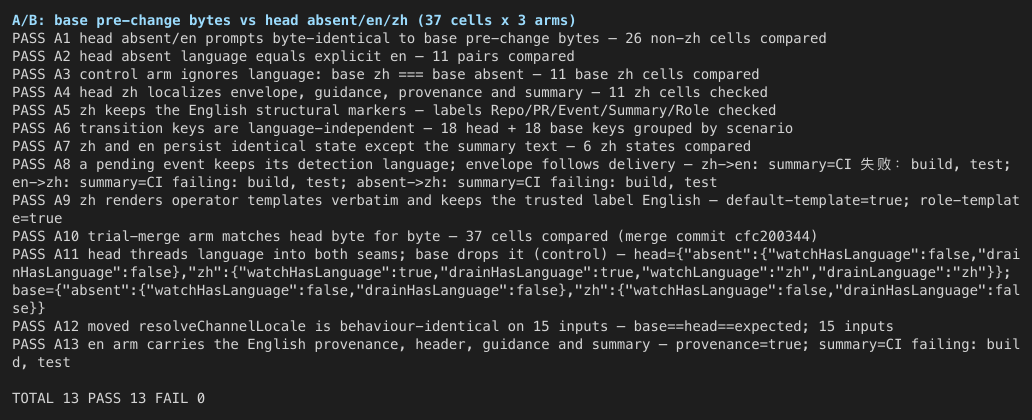 A/B: base pre-change bytes vs head absent/en/zh (37 cells x 3 arms)
PASS A1 head absent/en prompts byte-identical to base pre-change bytes — 26 non-zh cells compared
PASS A2 head absent language equals explicit en — 11 pairs compared
PASS A3 control arm ignores language: base zh === base absent — 11 base zh cells compared
PASS A4 head zh localizes envelope, guidance, provenance and summary — 11 zh cells checked
PASS A5 zh keeps the English structural markers — labels Repo/PR/Event/Summary/Role checked
PASS A6 transition keys are language-independent — 18 head + 18 base keys grouped by scenario
PASS A7 zh and en persist identical state except the summary text — 6 zh states compared
PASS A8 a pending event keeps its detection language; envelope follows delivery — zh->en: summary=CI 失败: build, test;
en->zh: summary=CI failing: build, test; absent->zh: summary=CI failing: build, test
PASS A9 zh renders operator templates verbatim and keeps the trusted label English — default-template=true; role-templat
e=true
PASS A10 trial-merge arm matches head byte for byte — 37 cells compared (merge commit cfc200344)
PASS A11 head threads language into both seams; base drops it (control) — head={"absent":{"watchHasLanguage":false,"drai
nHasLanguage":false},"zh":{"watchHasLanguage":true,"drainHasLanguage":true,"watchLanguage":"zh","drainLanguage":"zh"}};
base={"absent":{"watchHasLanguage":false,"drainHasLanguage":false},"zh":{"watchHasLanguage":false,"drainHasLanguage":fal
se}}
PASS A12 moved resolveChannelLocale is behaviour-identical on 15 inputs — base==head==expected; 15 inputs
PASS A13 en arm carries the English provenance, header, guidance and summary — provenance=true; summary=CI failing: buil
d, test
TOTAL 13 PASS 13 FAIL 0